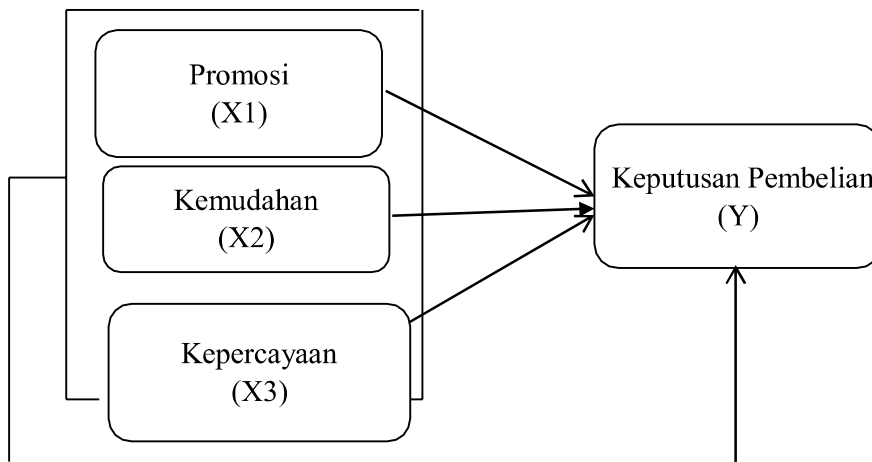 Promosi
(X1)
Kemudahan
(X2)
Kepercayaan
(X3)
Keputusan Pembelian
(Y)